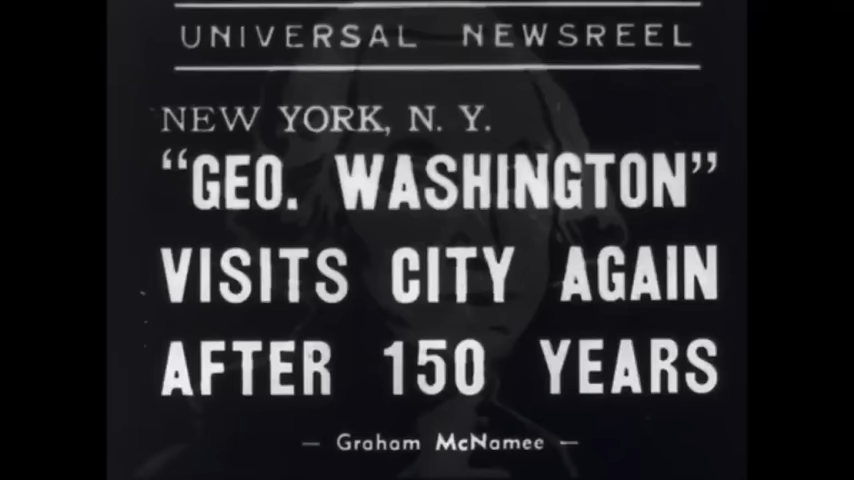 UNIVERSAL NEWSREEL
NEW YORK, N. Y.
“GEO. WASHINGTON”
VISITS CITY AGAIN
AFTER 150 YEARS
— Graham McNamee —